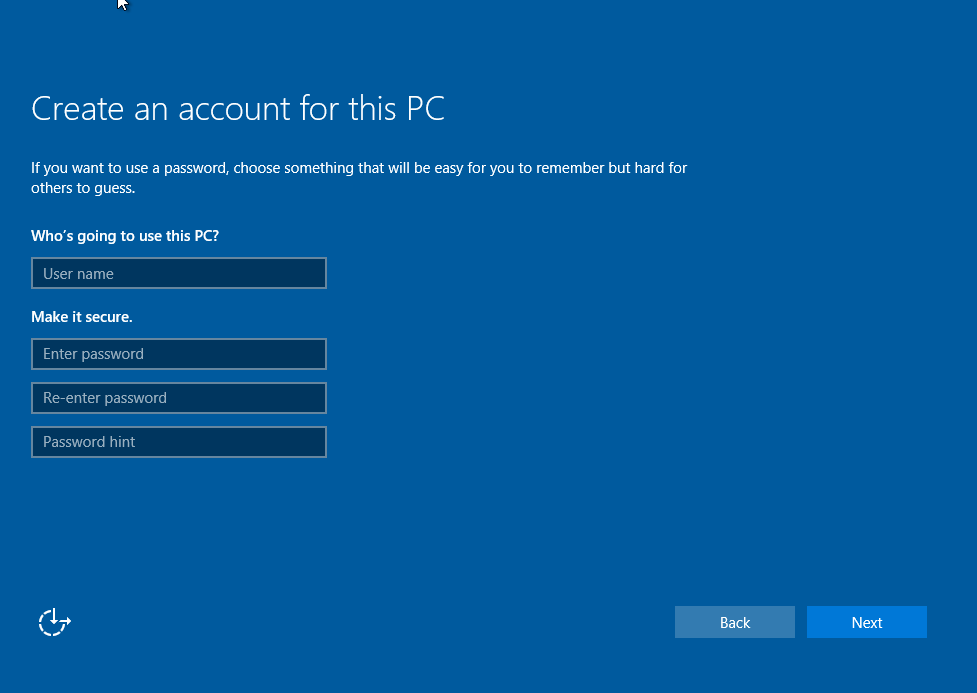 Create an account for this PC
If you want to use a password, choose something that will be easy for you to remember but hard for
others to guess.
Who's going to use this PC?
User name
Make it secure.
Enter password
Re-enter password
Password hint
Back
Next